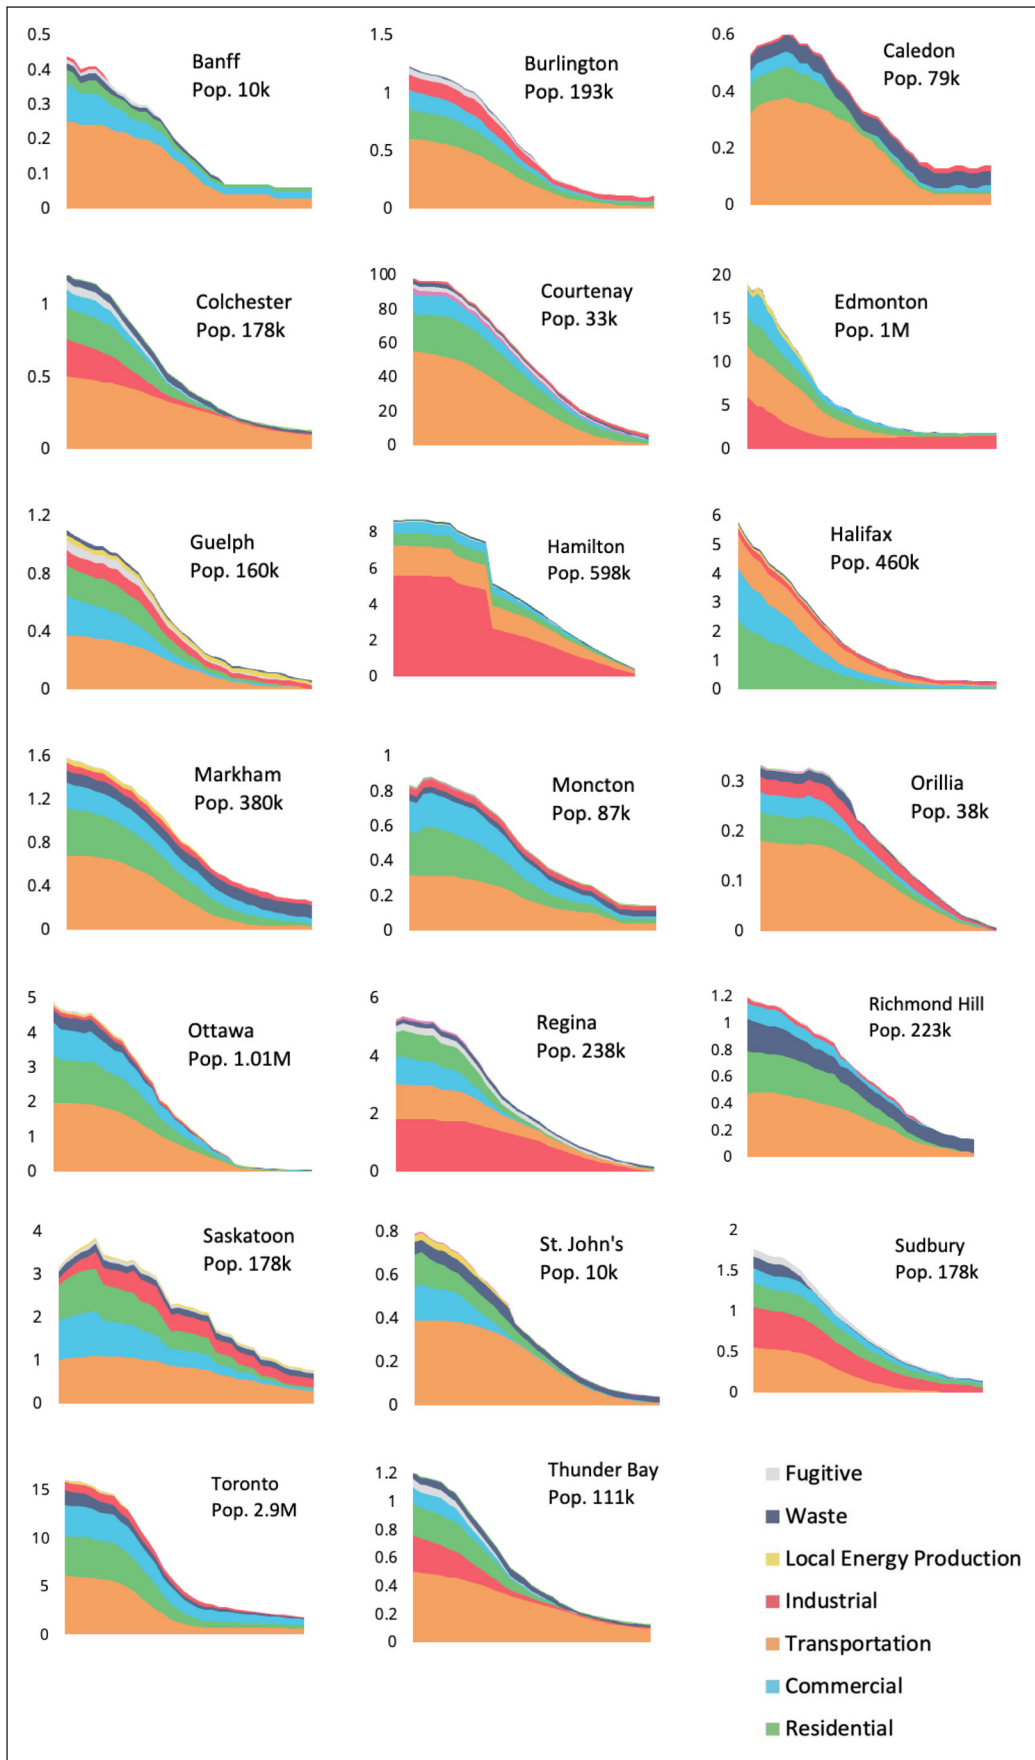 0.5
0.4
0.3
0.2
0.1
0
Banff
Pop. 10k
1.5
1
0.5
0
Burlington
Pop. 193k
0.6
0.4
0.2
0
Caledon
Pop. 79k
1
0.5
0
Colchester
Pop. 178k
100
80
60
40
20
0
Courtenay
Pop. 33k
20
15
10
5
0
Edmonton
Pop. 1M
1.2
0.8
0.4
0
Guelph
Pop. 160k
8
6
4
2
0
Hamilton
Pop. 598k
6
5
4
3
2
1
0
Halifax
Pop. 460k
1.6
1.2
0.8
0.4
0
Markham
Pop. 380k
1
0.8
0.6
0.4
0.2
0
Moncton
Pop. 87k
0.3
0.2
0.1
0
Orillia
Pop. 38k
5
4
3
2
1
0
Ottawa
Pop. 1.01M
6
4
2
0
Regina
Pop. 238k
1.2
1
0.8
0.6
0.4
0.2
0
Richmond Hill
Pop. 223k
4
3
2
1
0
Saskatoon
Pop. 178k
0.8
0.6
0.4
0.2
0
St. John's
Pop. 10k
2
1.5
1
0.5
0
Sudbury
Pop. 178k
15
10
5
0
Toronto
Pop. 2.9M
1.2
1
0.8
0.6
0.4
0.2
0
Thunder Bay
Pop. 111k
Fugitive
Waste
Local Energy Production
Industrial
Transportation
Commercial
Residential